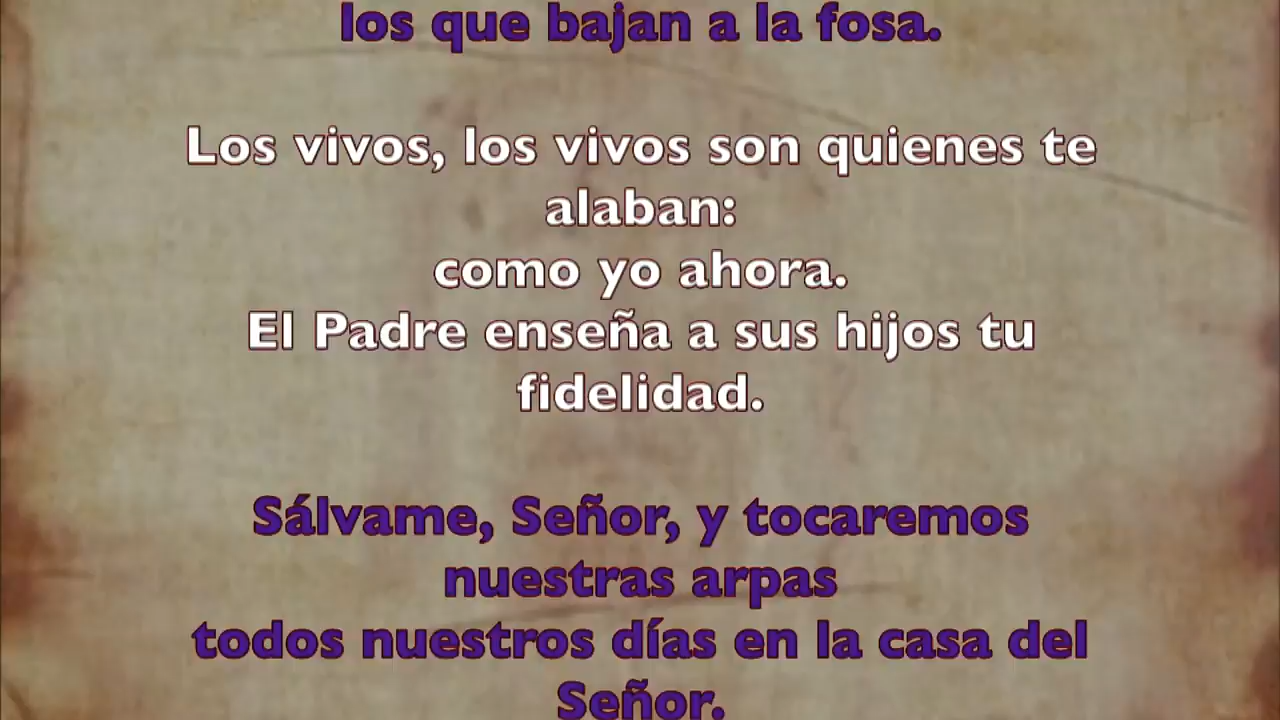 los que bajan a la fosa.
Los vivos, los vivos son quienes te
alaban:
como yo ahora.
El Padre enseña a sus hijos tu
fidelidad.
Sálvame, Señor, y tocaremos
nuestras arpas
todos nuestros días en la casa del
Señor.